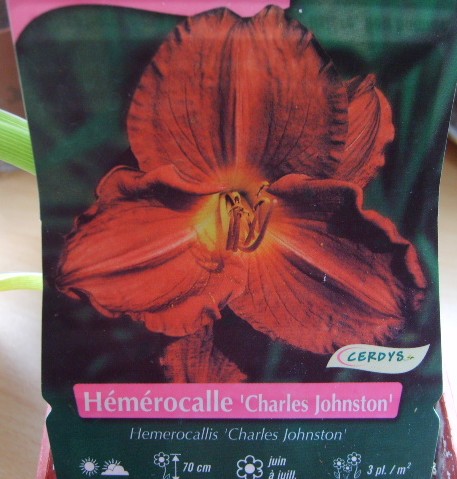 CERDYS
Hémérocalle 'Charles Johnston'
Hemerocallis 'Charles Johnston'
70 cm
juin
à juill.
3 pl. / m²